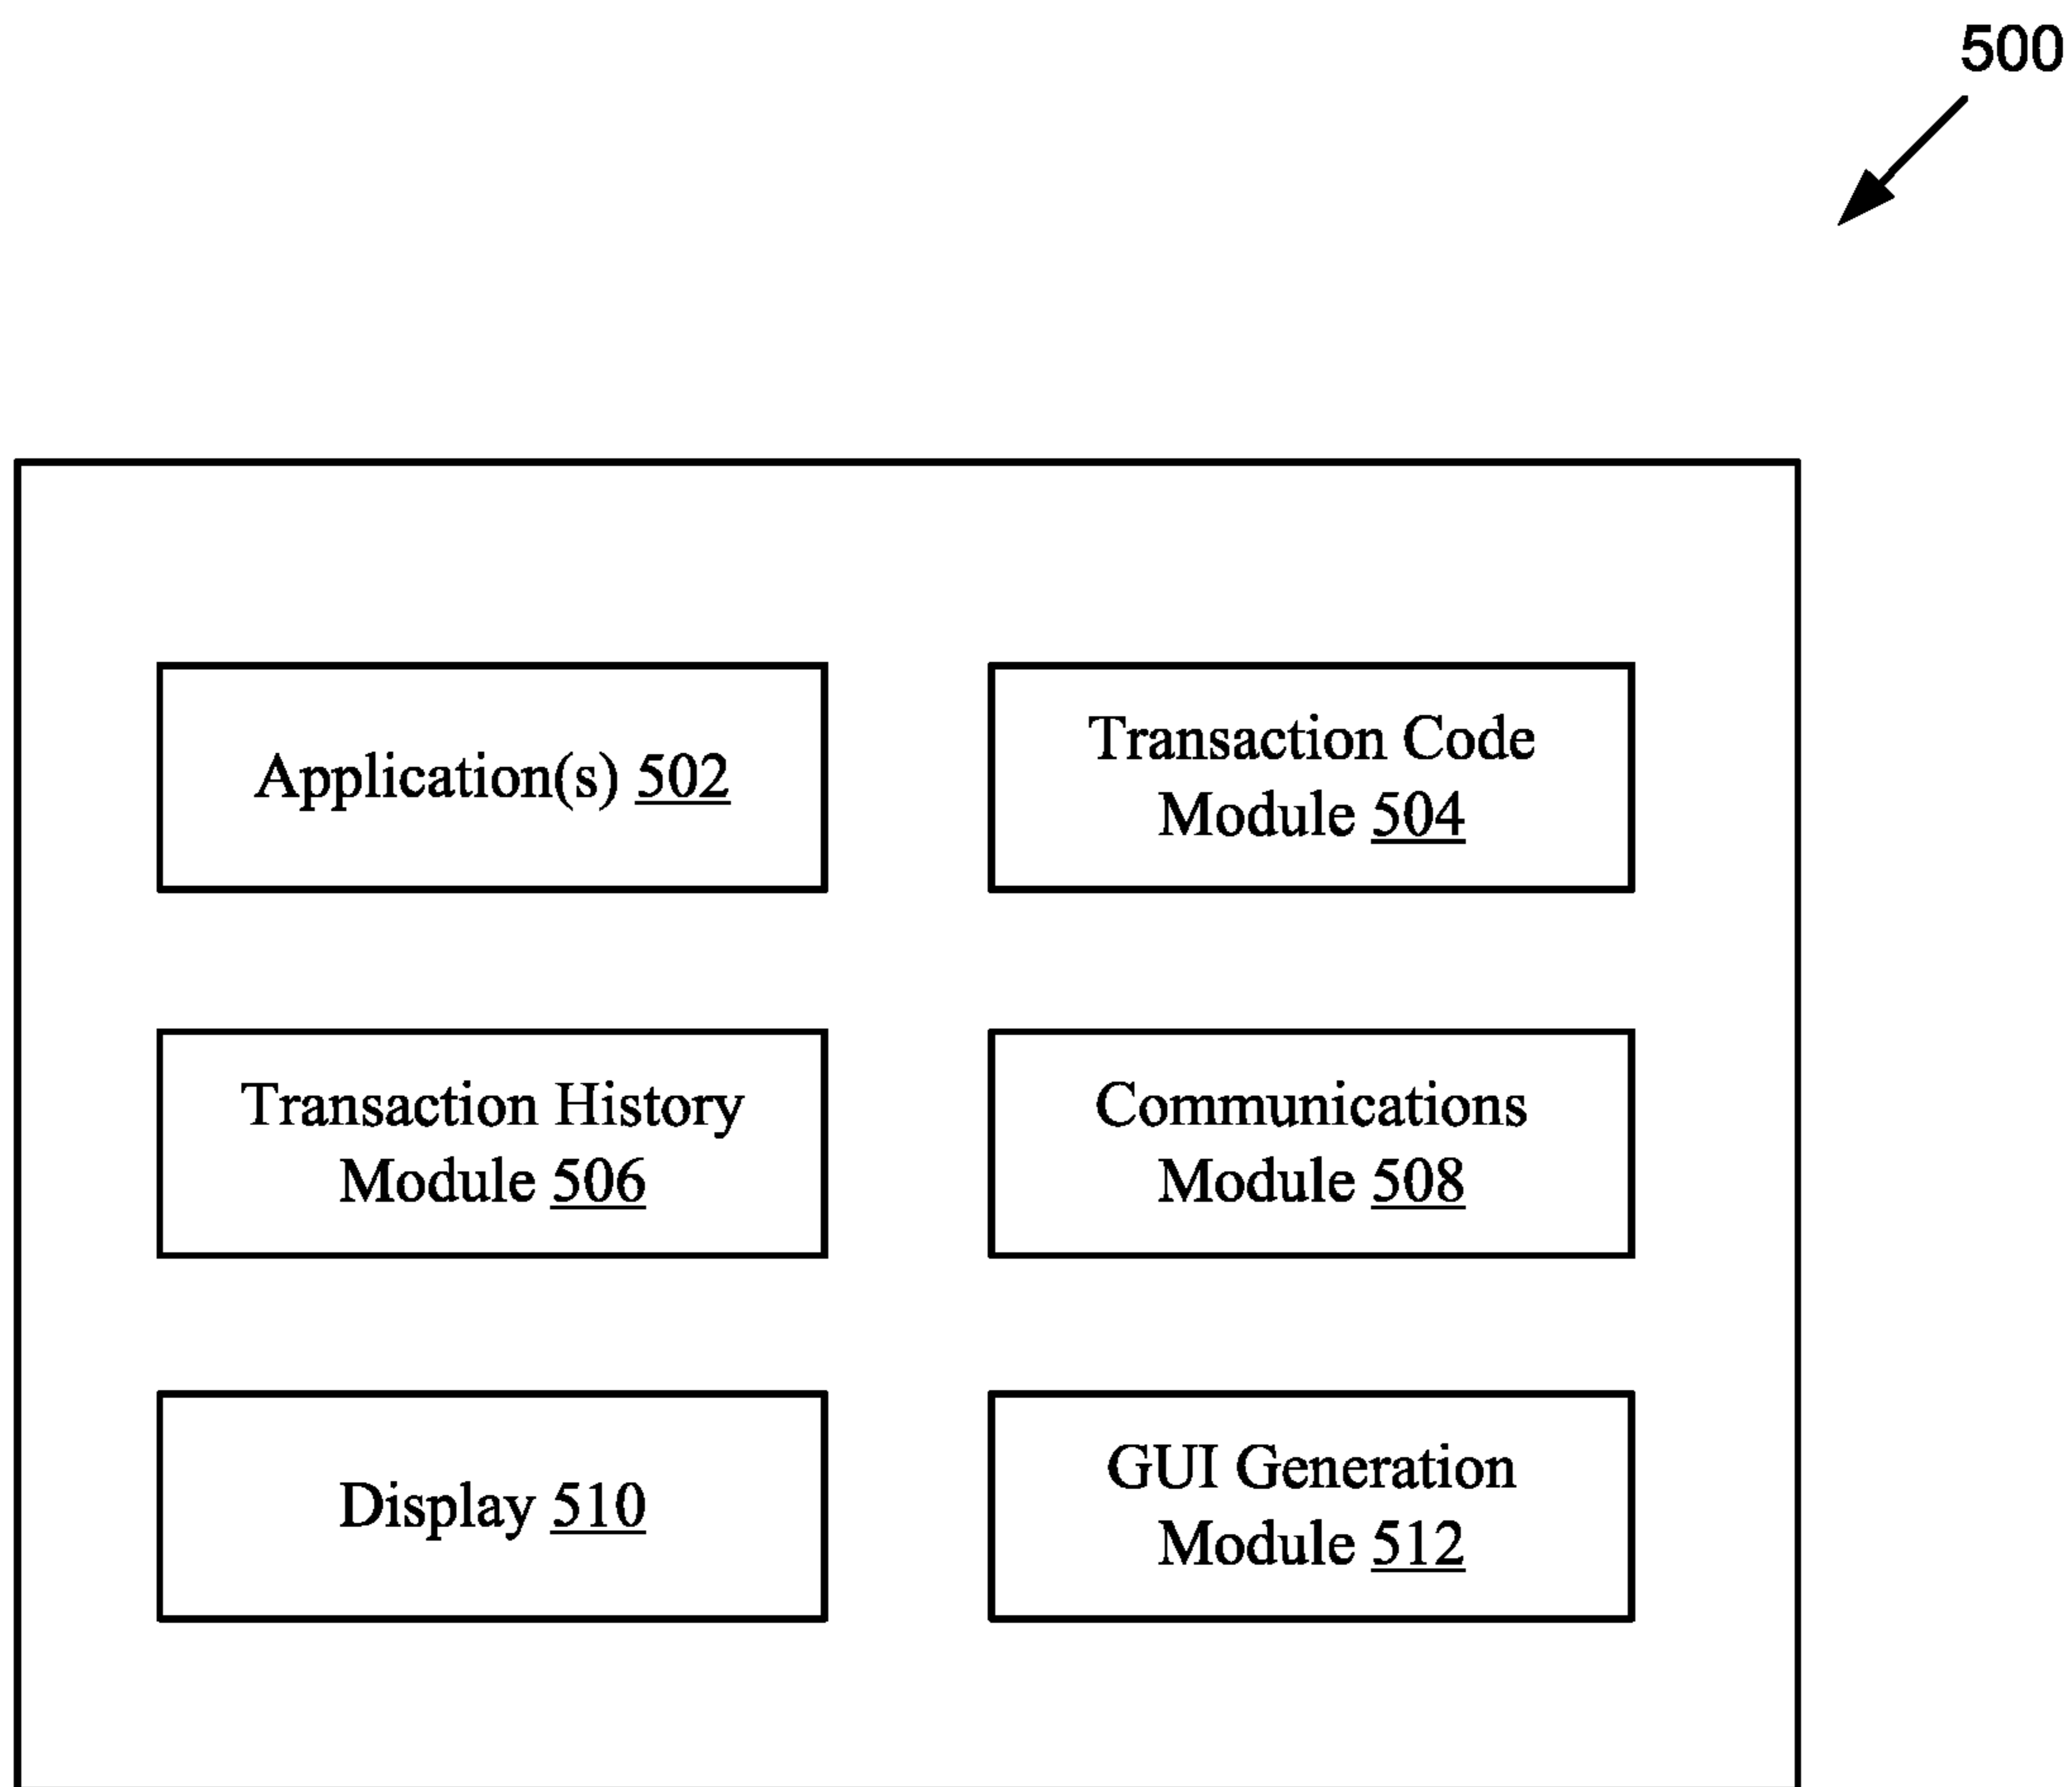 500
Application(s) 502
Transaction Code
Module 504
Transaction History
Module 506
Communications
Module 508
Display 510
GUI Generation
Module 512